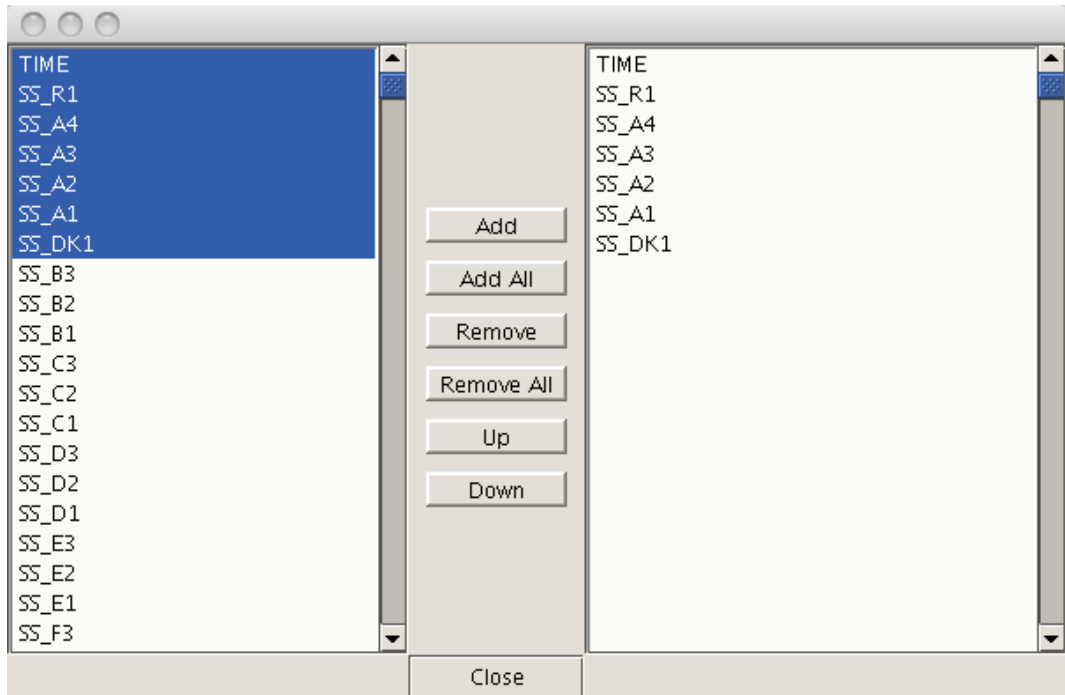 TIME
SS_R1
SS_A4
SS_A3
SS_A2
SS_A1
SS_DK1
SS_B3
SS_B2
SS_B1
SS_C3
SS_C2
SS_C1
SS_D3
SS_D2
SS_D1
SS_E3
SS_E2
SS_E1
SS_F3
Add
Add All
Remove
Remove All
Up
Down
TIME
SS_R1
SS_A4
SS_A3
SS_A2
SS_A1
SS_DK1
Close